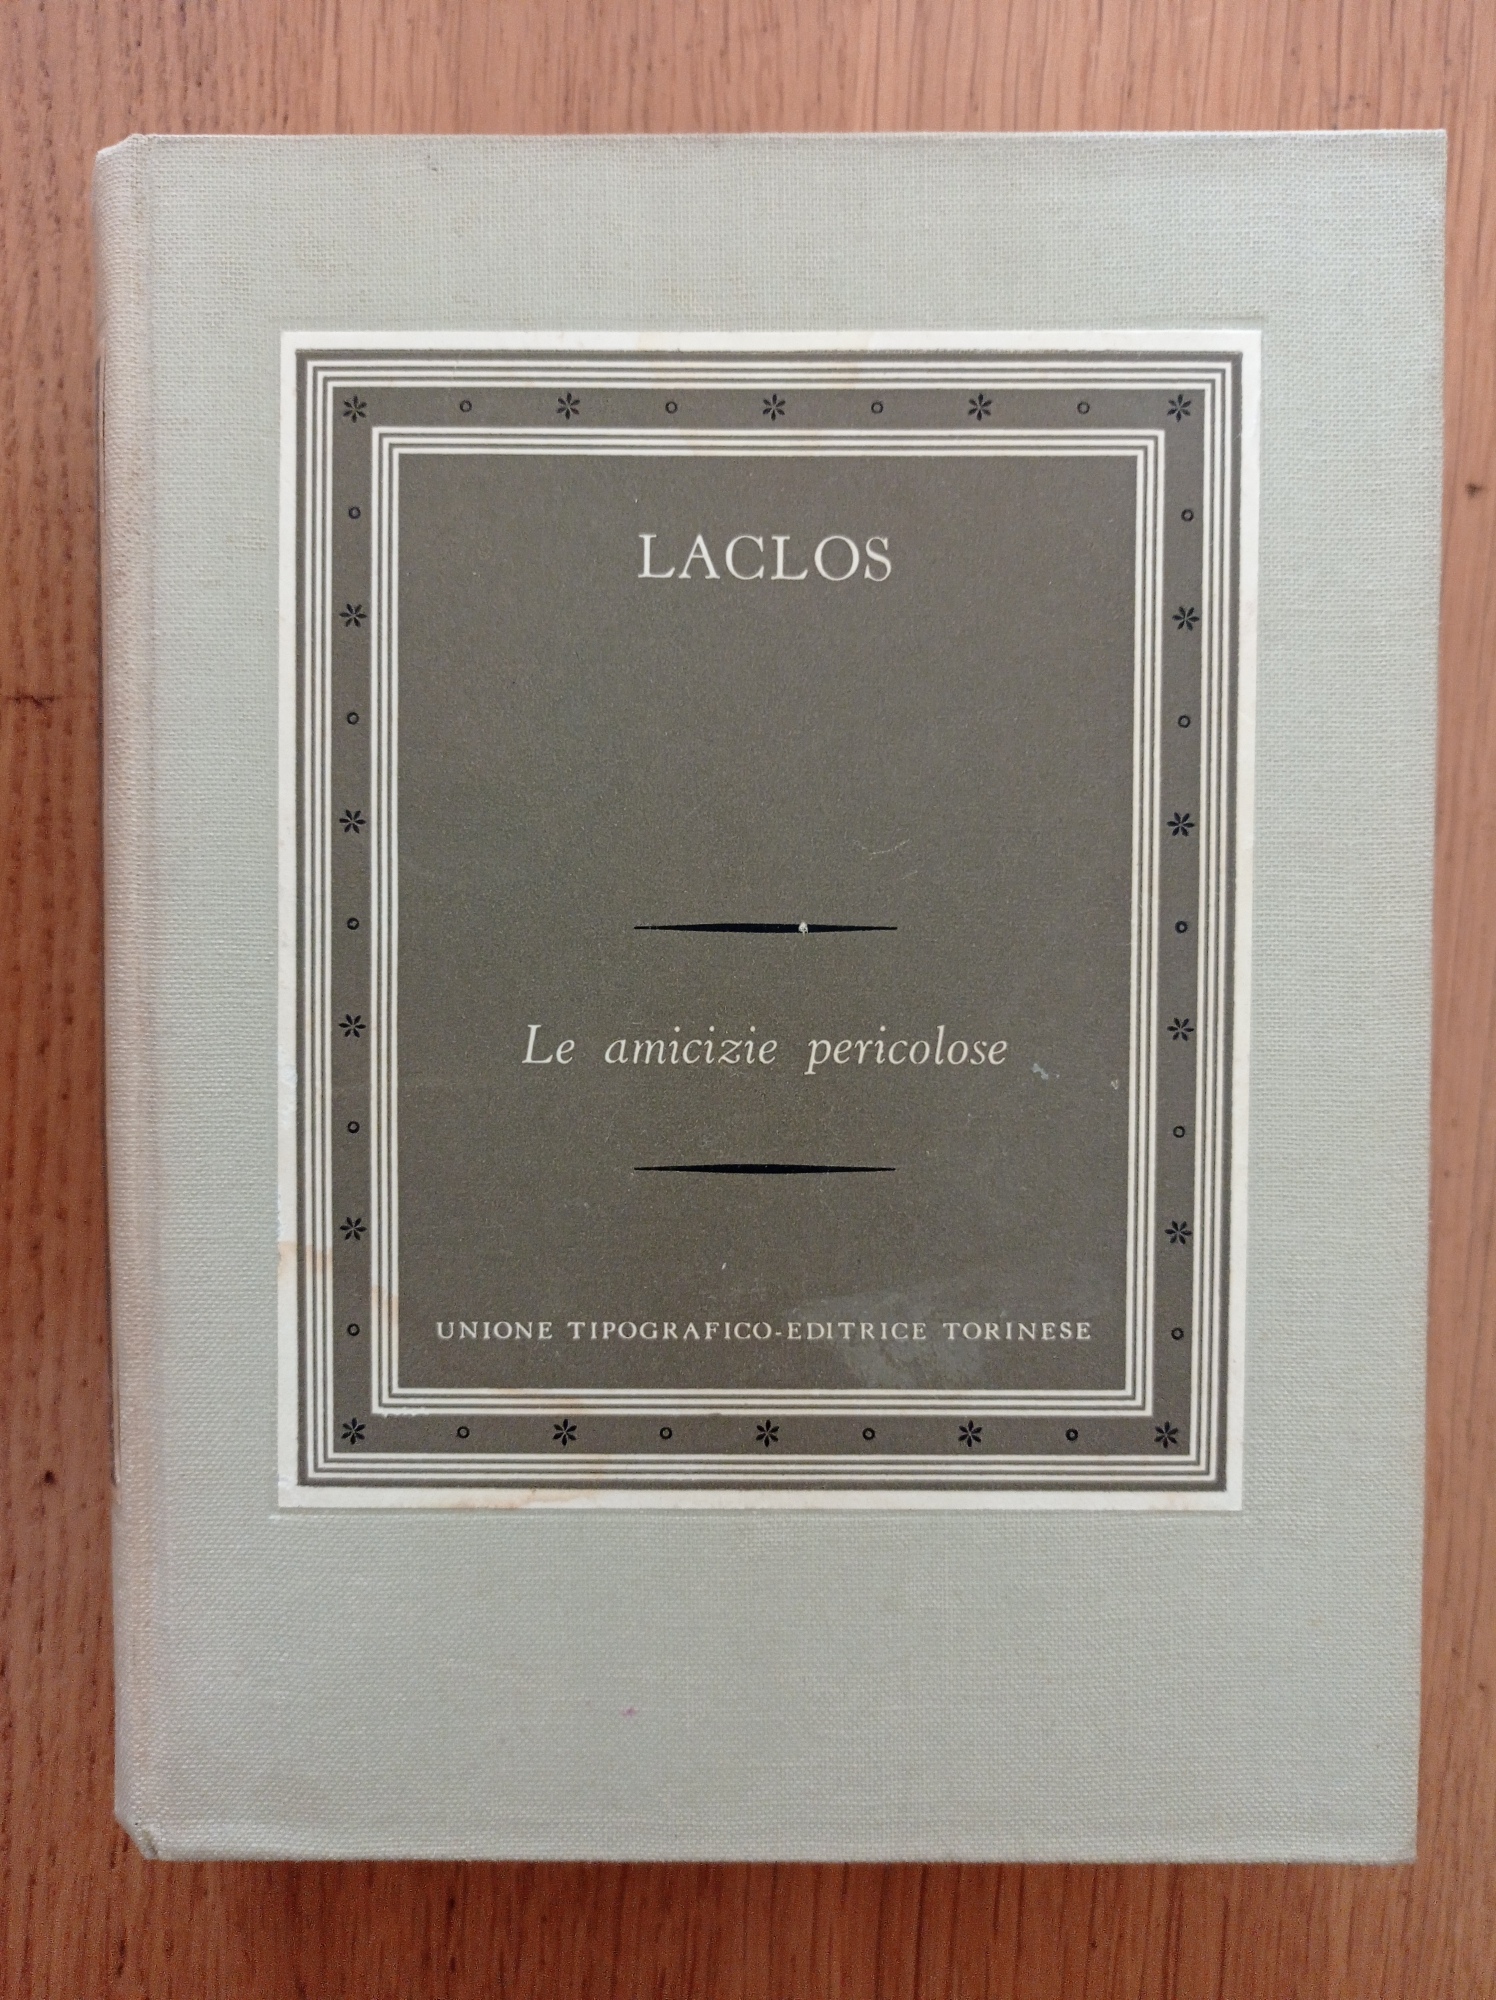 LACLOS
Le amicizie pericolose
UNIONE TIPOGRAFICO-EDITRICE TORINESE